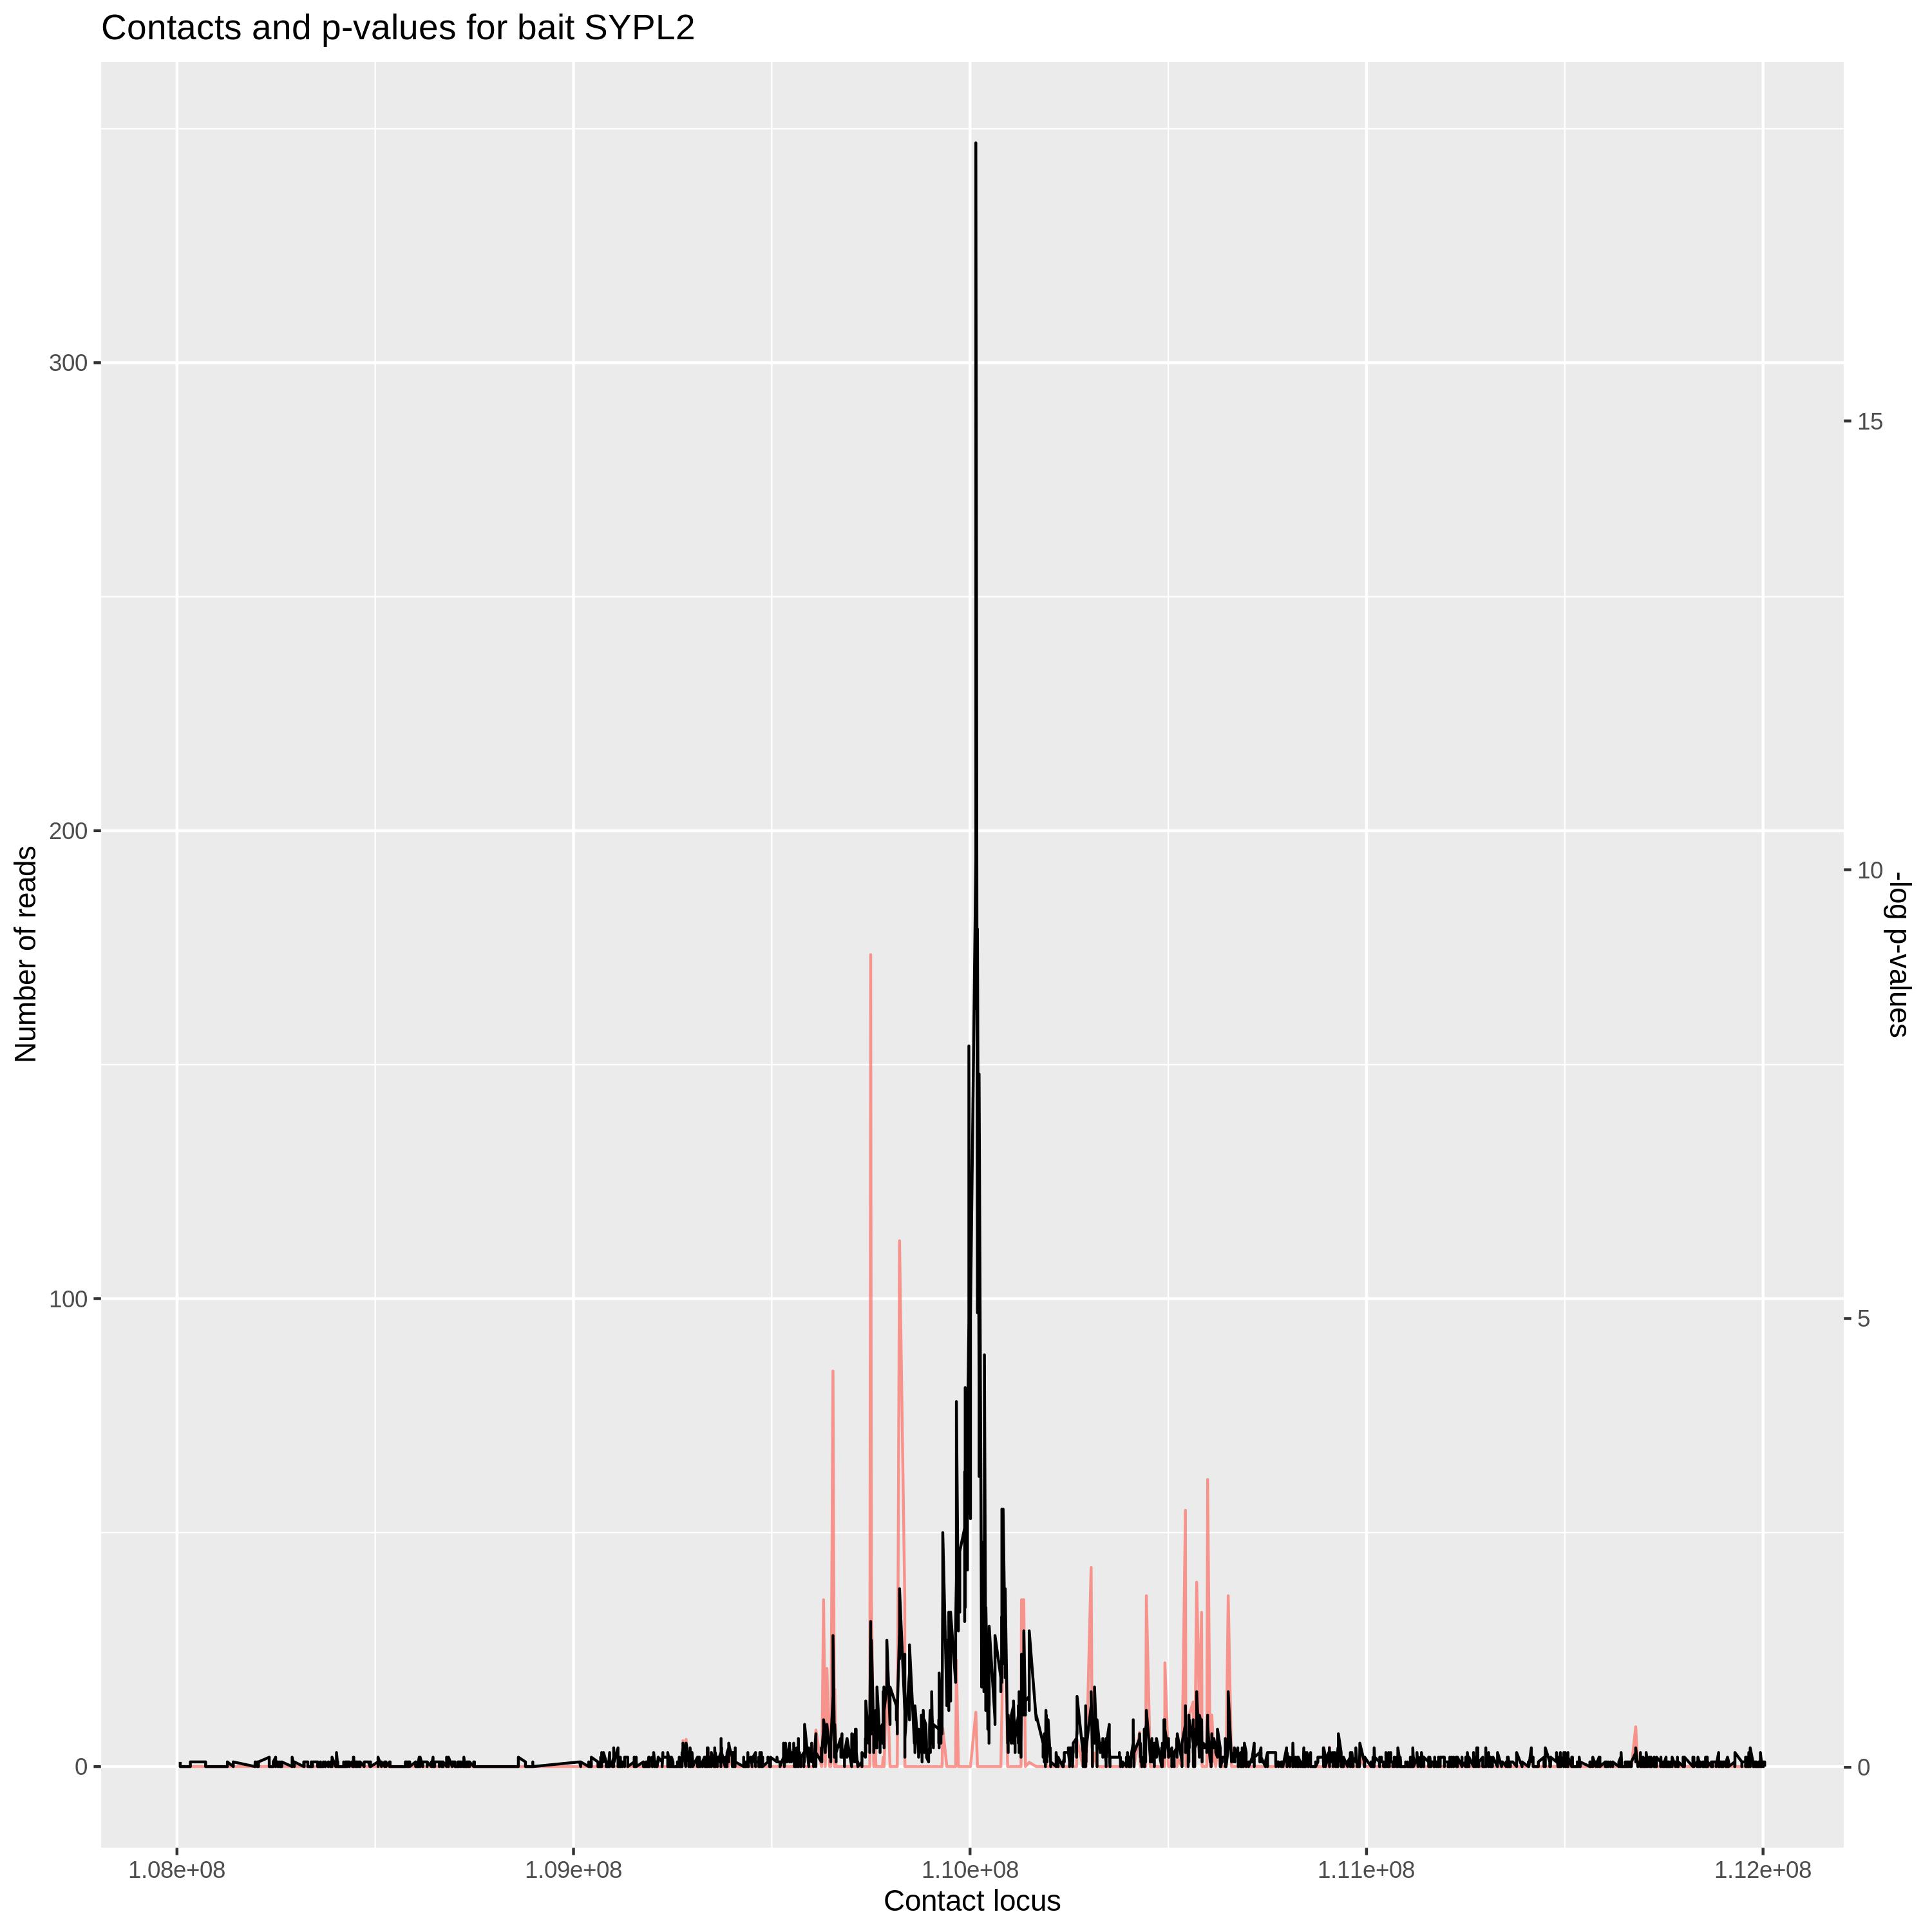 Contacts and p-values for bait SYPL2
300
200
100
0
Number of reads
15
10
5
0
-log p-values
1.08e+08
1.09e+08
1.10e+08
1.11e+08
1.12e+08
Contact locus